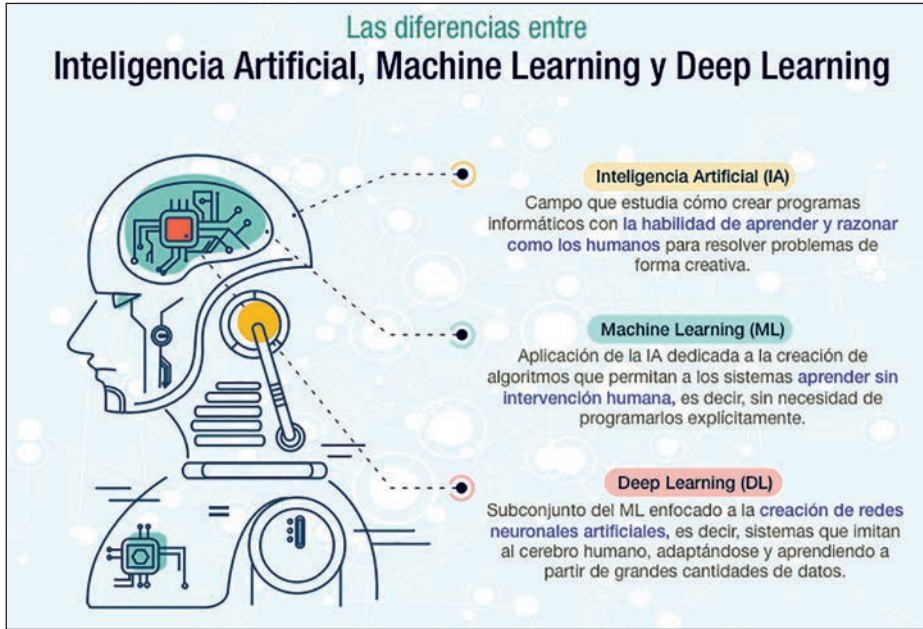 Las diferencias entre
Inteligencia Artificial, Machine Learning y Deep Learning
Inteligencia Artificial (IA)
Campo que estudia cómo crear programas
informáticos con la habilidad de aprender y razonar
como los humanos para resolver problemas de
forma creativa.
Machine Learning (ML)
Aplicación de la IA dedicada a la creación de
algoritmos que permitan a los sistemas aprender sin
intervención humana, es decir, sin necesidad de
programarlos explícitamente.
Deep Learning (DL)
Subconjunto del ML enfocado a la creación de redes
neuronales artificiales, es decir, sistemas que imitan
al cerebro humano, adaptándose y aprendiendo a
partir de grandes cantidades de datos.